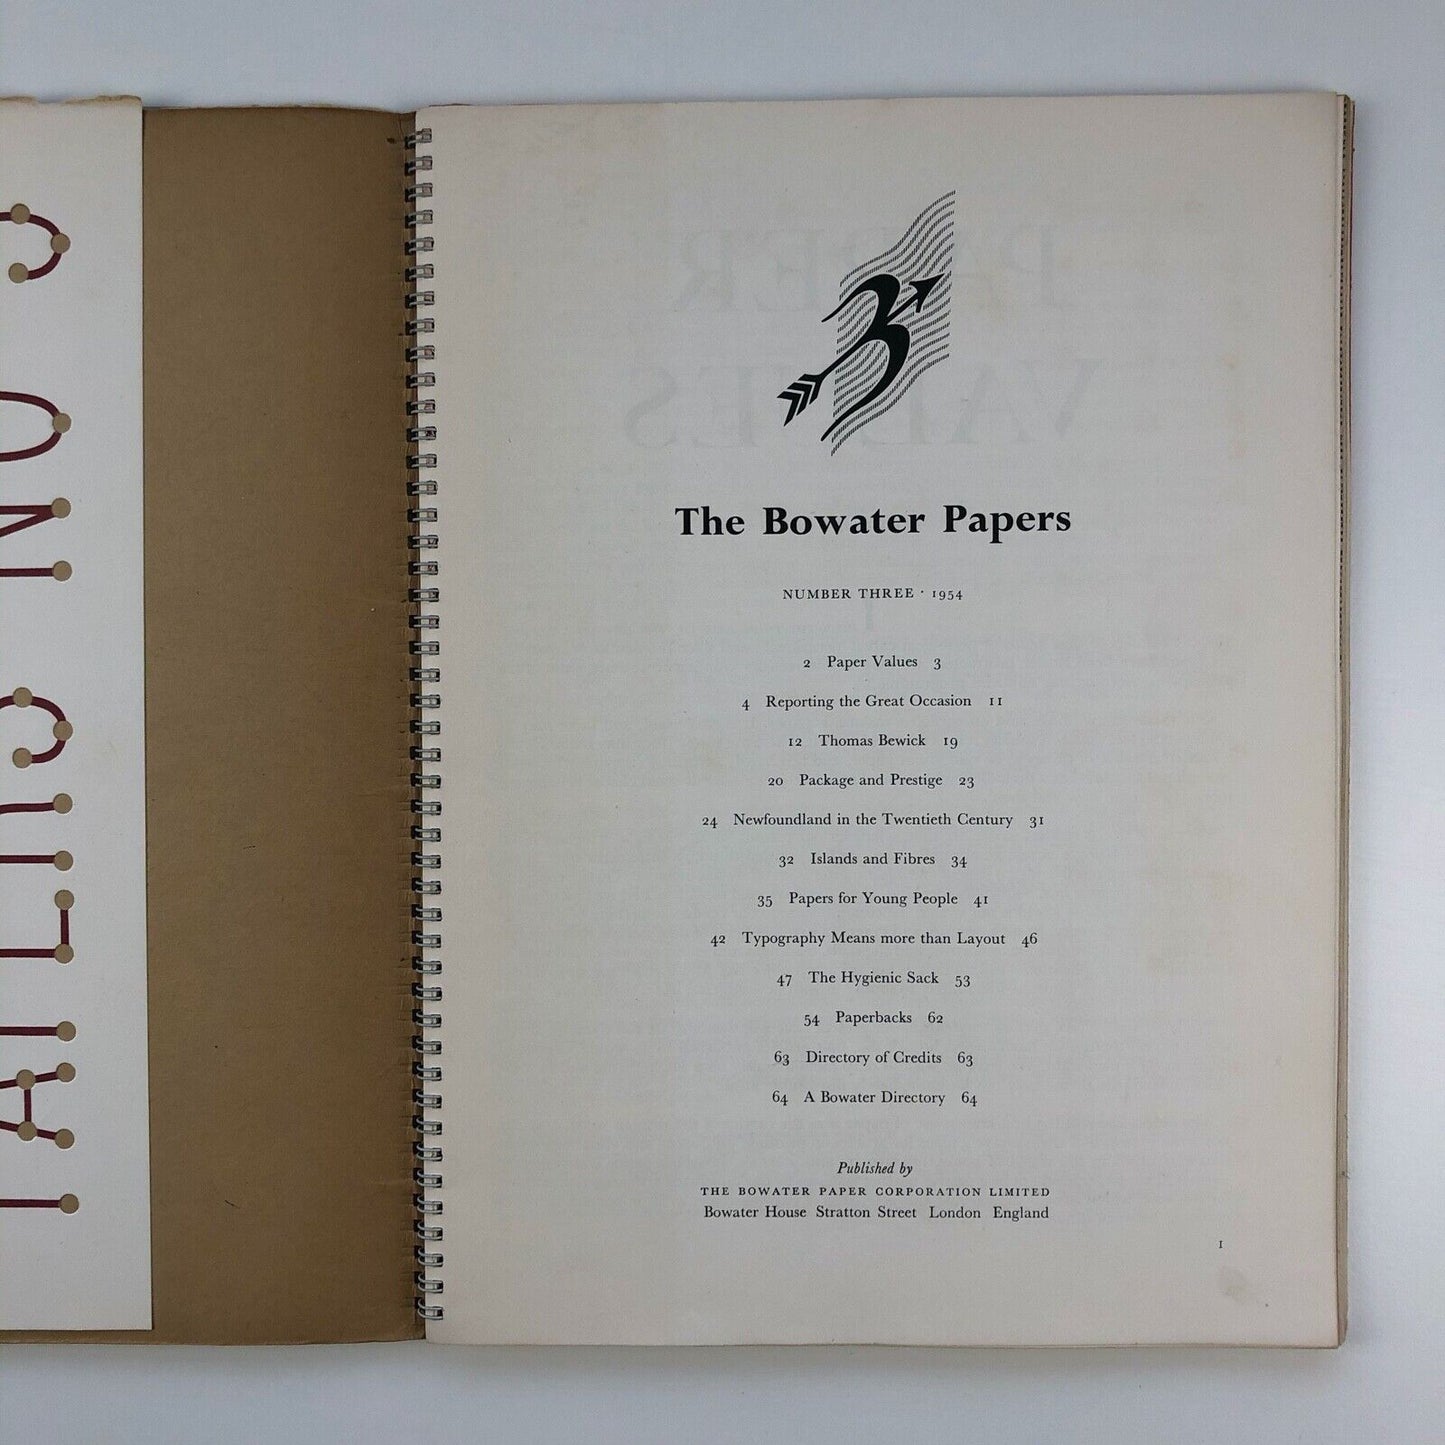 3
The Bowater Papers
NUMBER THREE · 1954
2 Paper Values 3
4 Reporting the Great Occasion 11
12 Thomas Bewick 19
20 Package and Prestige 23
24 Newfoundland in the Twentieth Century 31
32 Islands and Fibres 34
35 Papers for Young People 41
42 Typography Means more than Layout 46
47 The Hygienic Sack 53
54 Paperbacks 62
63 Directory of Credits 63
64 A Bowater Directory 64
Published by
THE BOWATER PAPER CORPORATION LIMITED
Bowater House Stratton Street London England
1